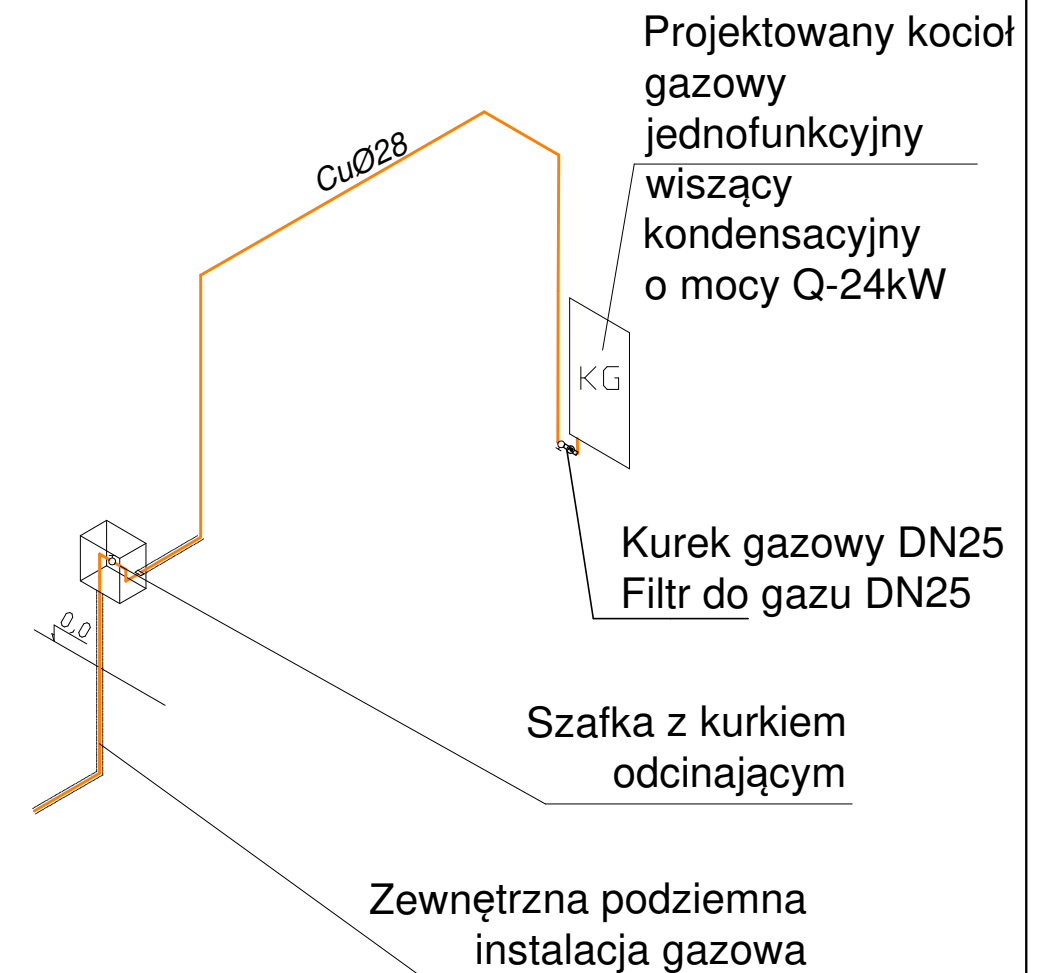 Projektowany kocioł
gazowy
jednofunkcyjny
wiszący
kondensacyjny
o mocy Q-24kW
CuØ28
KG
Kurek gazowy DN25
Filtr do gazu DN25
0,0
Szafka z kurkiem
odcinającym
Zewnętrzna podziemna
instalacja gazowa